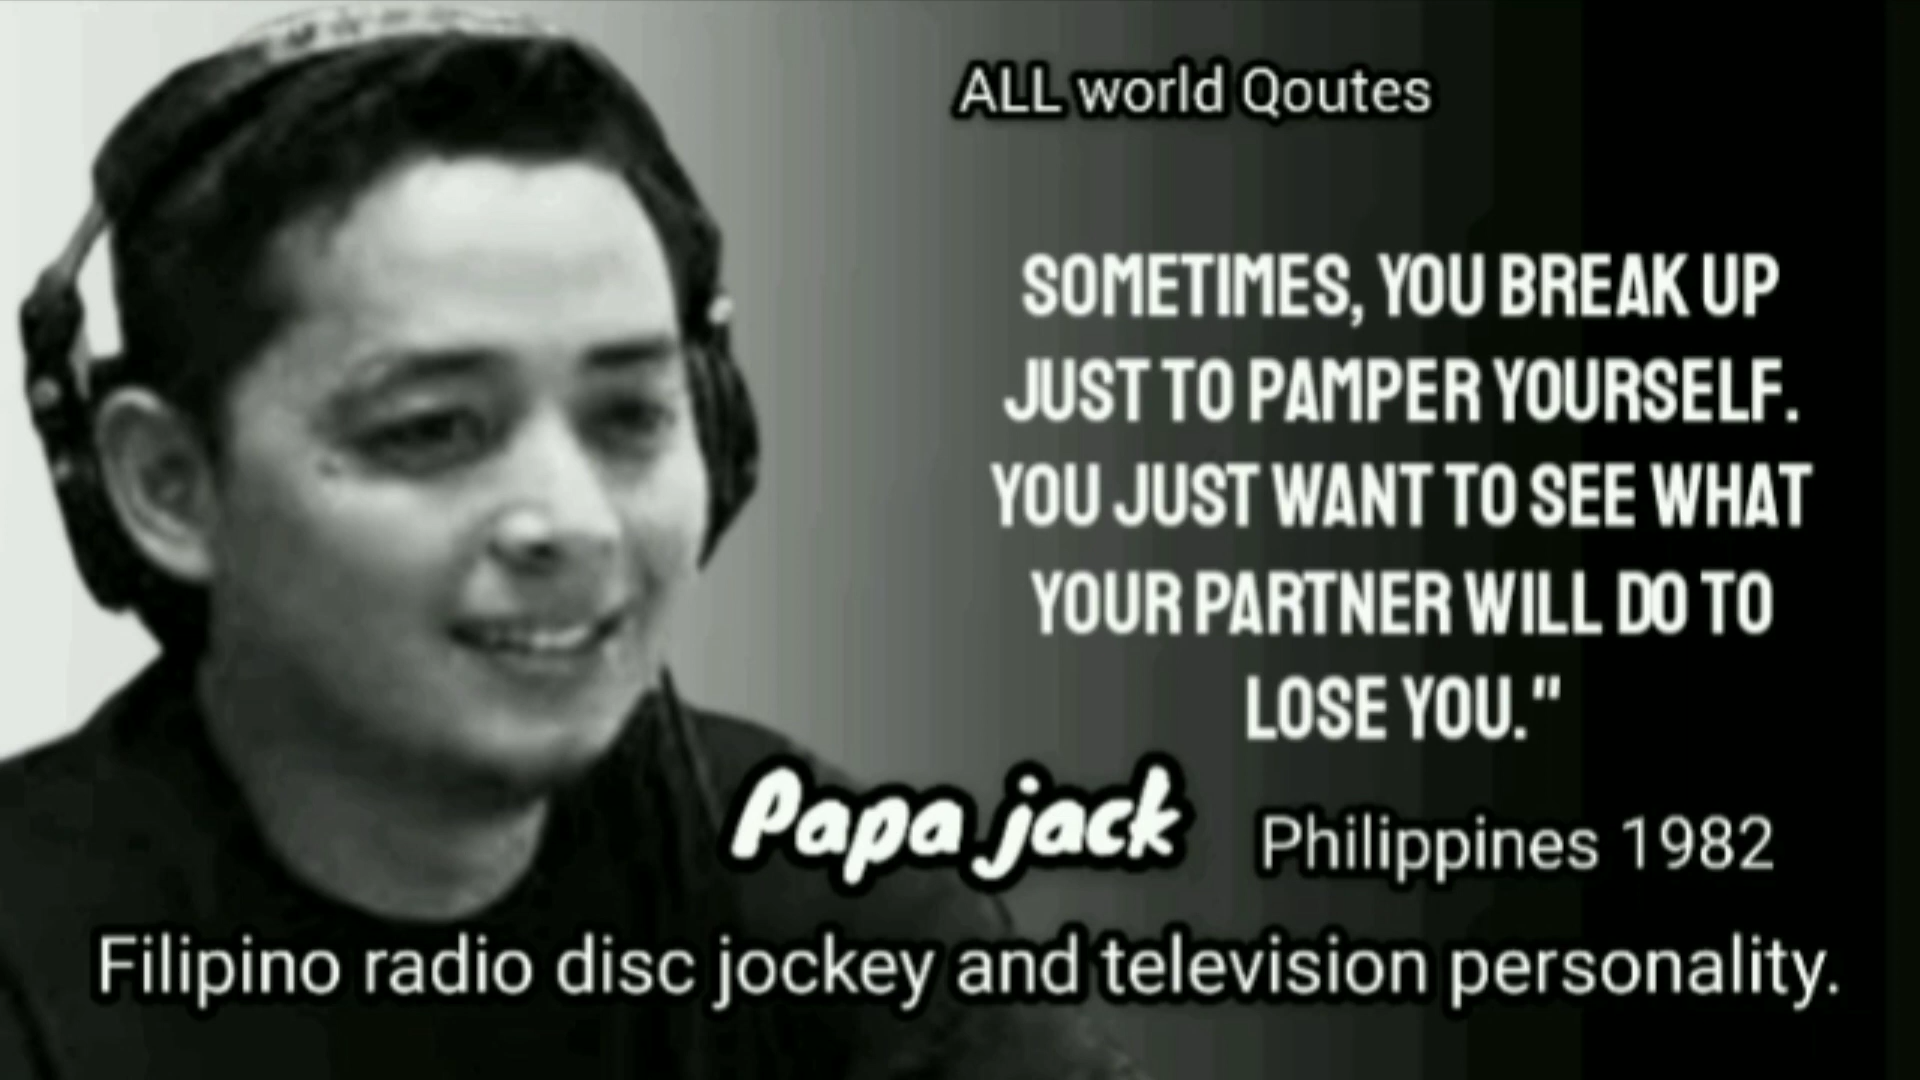 ALL world Qoutes
SOMETIMES, YOU BREAK UP
JUST TO PAMPER YOURSELF.
YOU JUST WANT TO SEE WHAT
YOUR PARTNER WILL DO TO
LOSE YOU."
Papa jack
Philippines 1982
Filipino radio disc jockey and television personality.